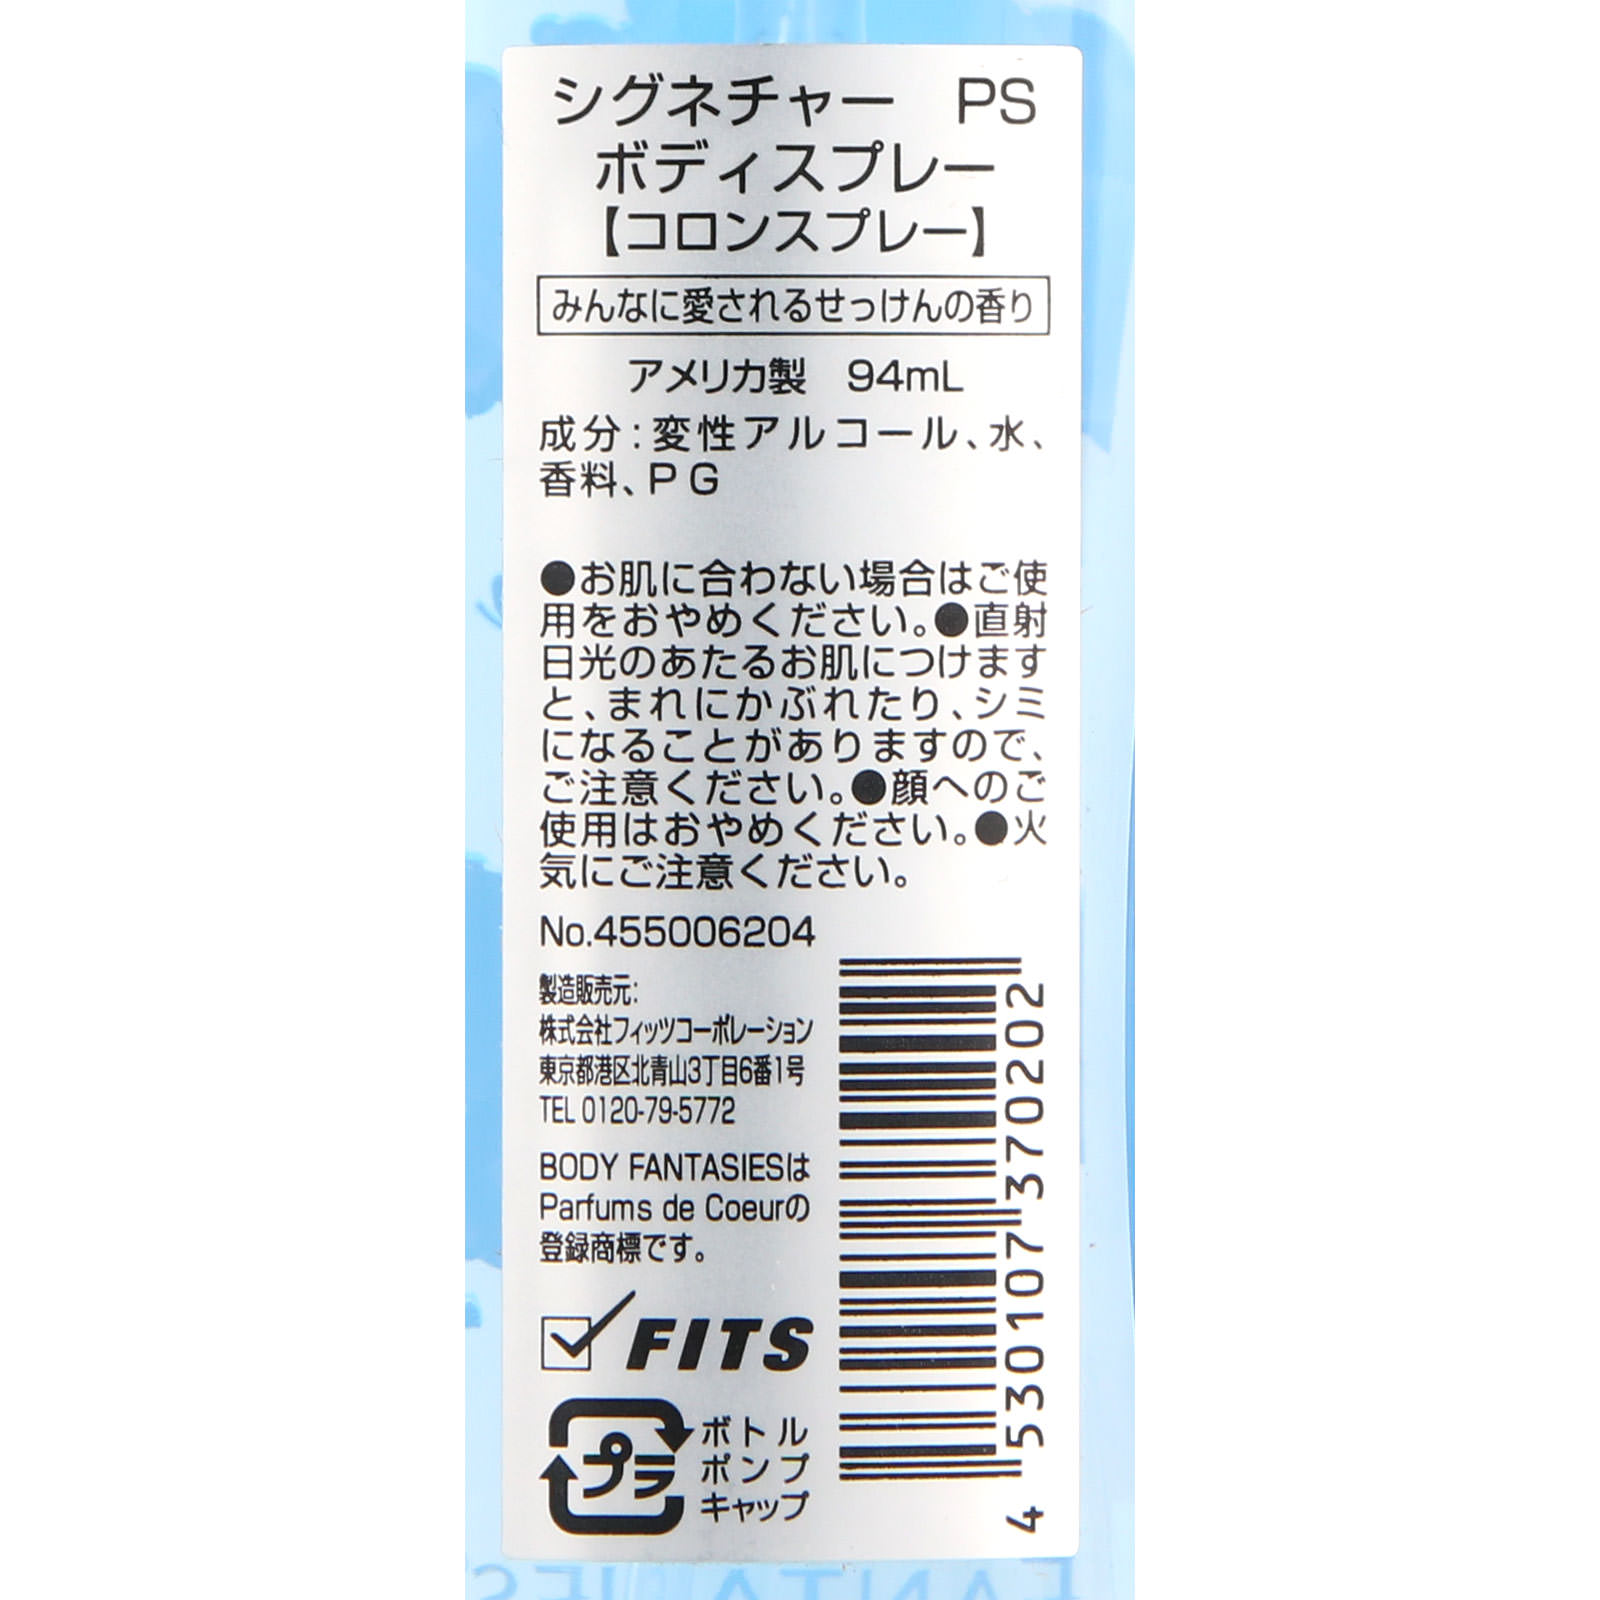 シグネチャー PS
ボディスプレー
【コロンスプレー】
みんなに愛されるせっけんの香り
アメリカ製 94mL
成分:変性アルコール、水、
香料、PG
●お肌に合わない場合はご使
用をおやめください。●直射
日光のあたるお肌につけます
と、まれにかぶれたり、シミ
になることがありますので、
ご注意ください。●顔へのご
使用はおやめください。●火
気にご注意ください。
No.455006204
製造販売元:
株式会社フィッツコーポレーション
東京都港区北青山3丁目6番1号
TEL 0120-79-5772
BODY FANTASIESは
Parfums de Coeurの
登録商標です。
FITS
プラ
ボトル
ポンプ
キャップ
4 530107 370202